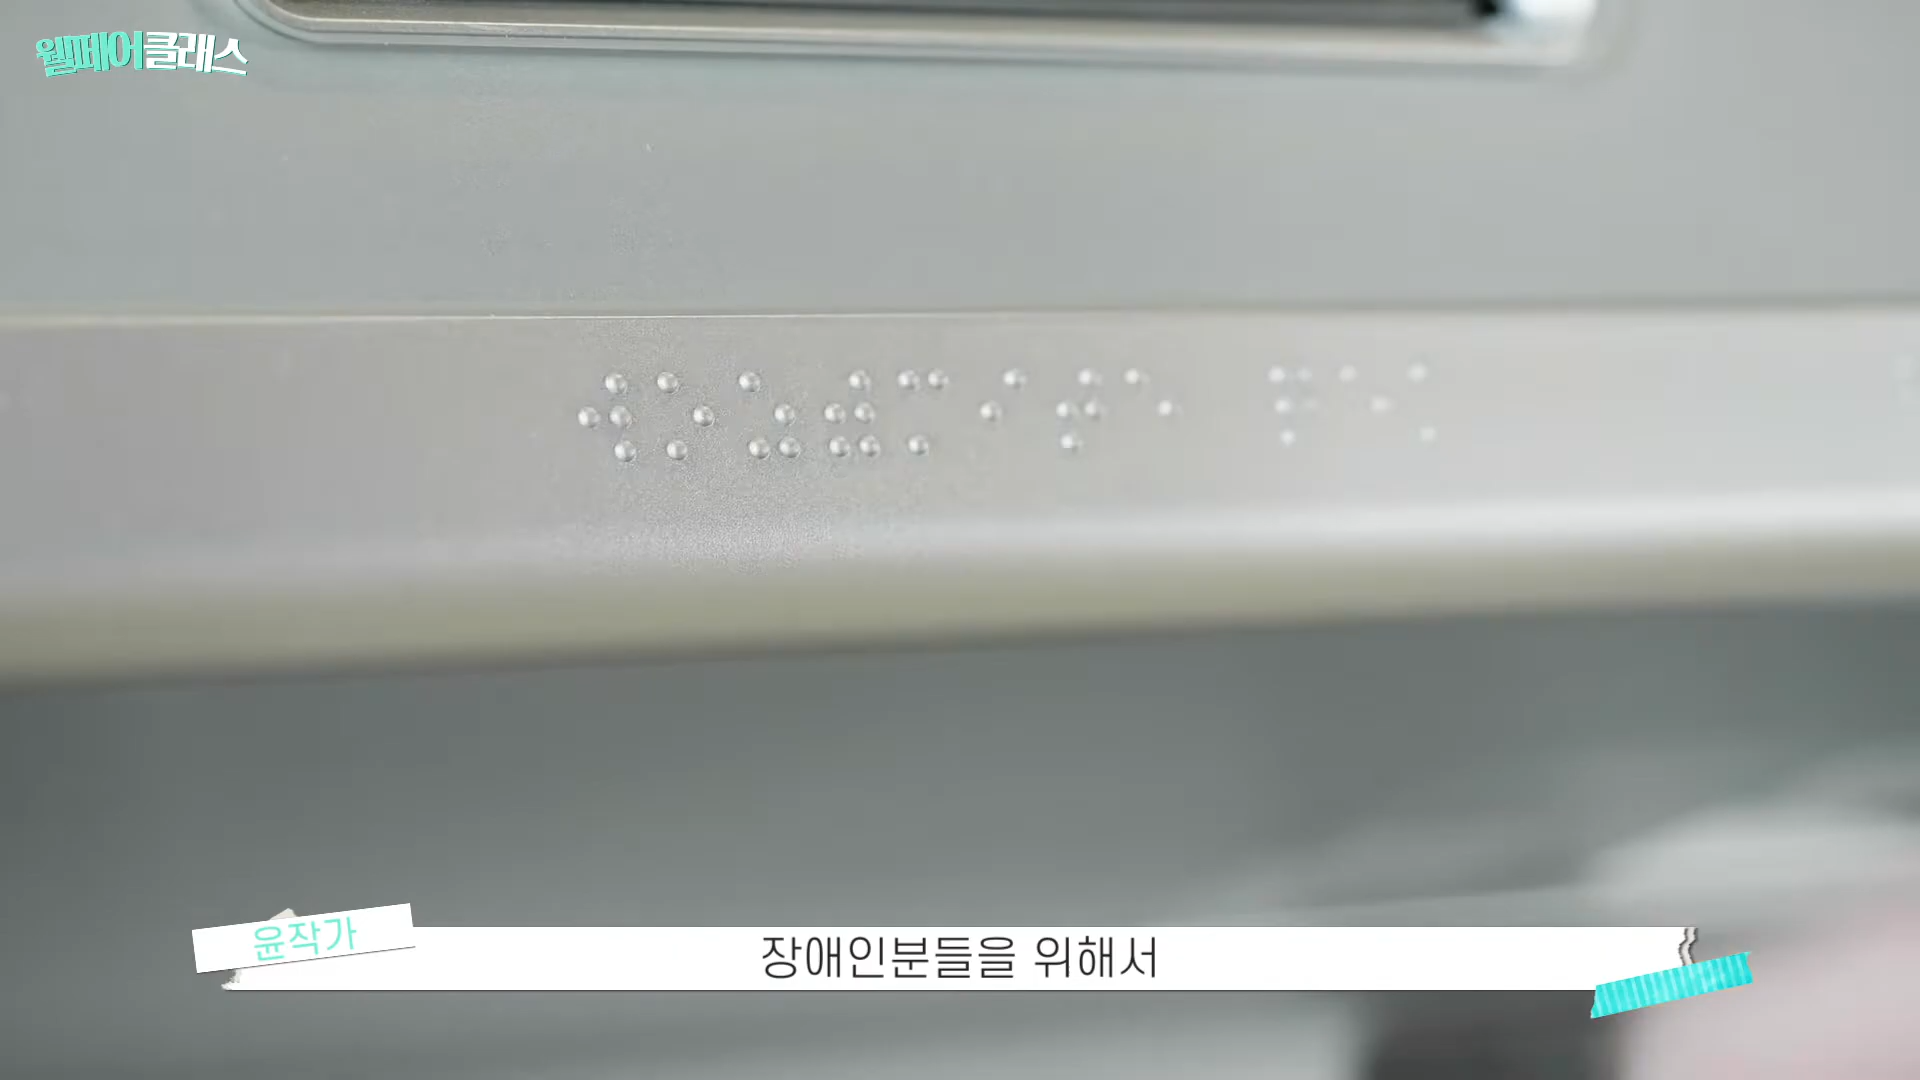 웰페어클래스
윤작가
장애인분들을 위해서